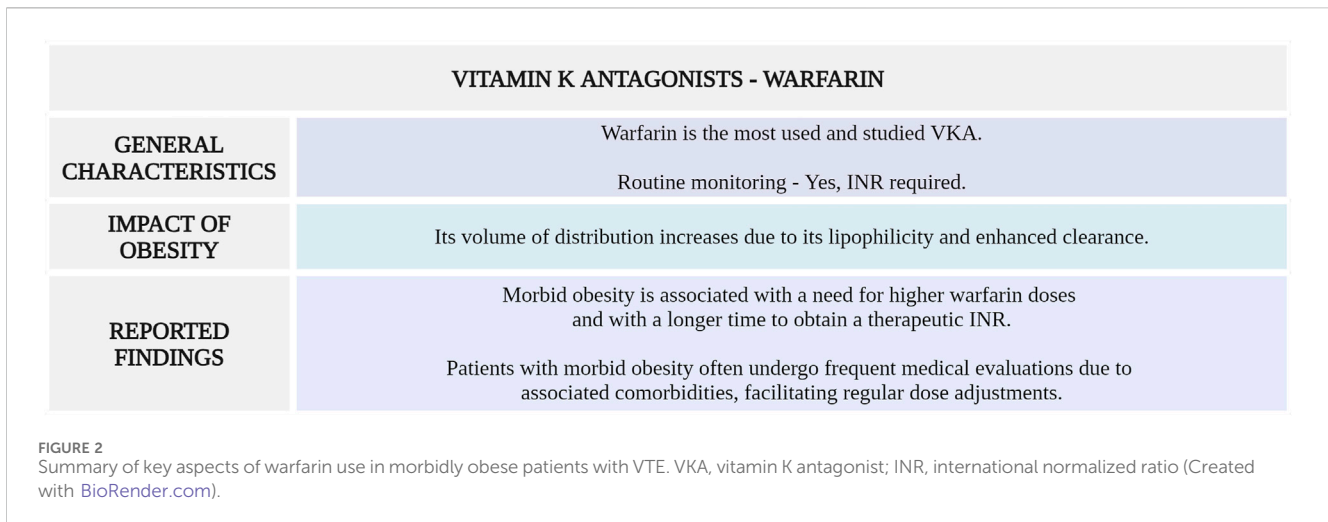 VITAMIN K ANTAGONISTS - WARFARIN
GENERAL
CHARACTERISTICS
Warfarin is the most used and studied VKA.
Routine monitoring - Yes, INR required.
IMPACT OF
OBESITY
Its volume of distribution increases due to its lipophilicity and enhanced clearance.
REPORTED
FINDINGS
Morbid obesity is associated with a need for higher warfarin doses
and with a longer time to obtain a therapeutic INR.
Patients with morbid obesity often undergo frequent medical evaluations due to
associated comorbidities, facilitating regular dose adjustments.
FIGURE 2
Summary of key aspects of warfarin use in morbidly obese patients with VTE. VKA, vitamin K antagonist; INR, international normalized ratio (Created
with BioRender.com).